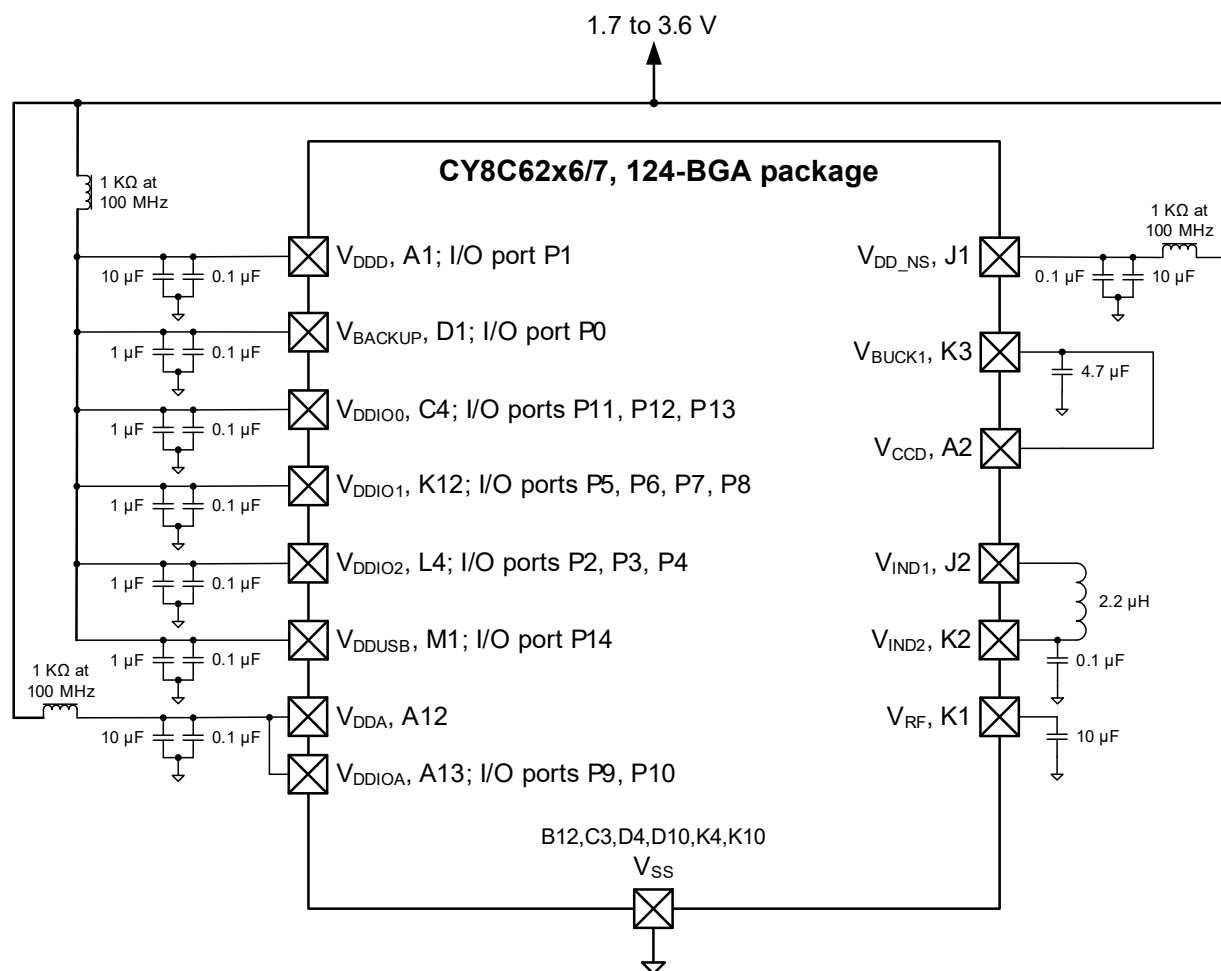 1.7 to 3.6 V
CY8C62x6/7, 124-BGA package
1 KΩ at
100 MHz
1 KΩ at
100 MHz
VDDD, A1; I/O port P1
VDD_NS, J1
10 µF
0.1 µF
0.1 µF
10 µF
VBACKUP, D1; I/O port P0
VBUCK1, K3
1 µF
0.1 µF
4.7 µF
VDDIO0, C4; I/O ports P11, P12, P13
1 µF
0.1 µF
VCCD, A2
VDDIO1, K12; I/O ports P5, P6, P7, P8
1 µF
0.1 µF
VDDIO2, L4; I/O ports P2, P3, P4
VIND1, J2
1 µF
0.1 µF
2.2 µH
VDDUSB, M1; I/O port P14
VIND2, K2
1 µF
0.1 µF
0.1 µF
1 KΩ at
100 MHz
VDDA, A12
VRF, K1
10 µF
0.1 µF
10 µF
VDDIOA, A13; I/O ports P9, P10
B12,C3,D4,D10,K4,K10
VSS